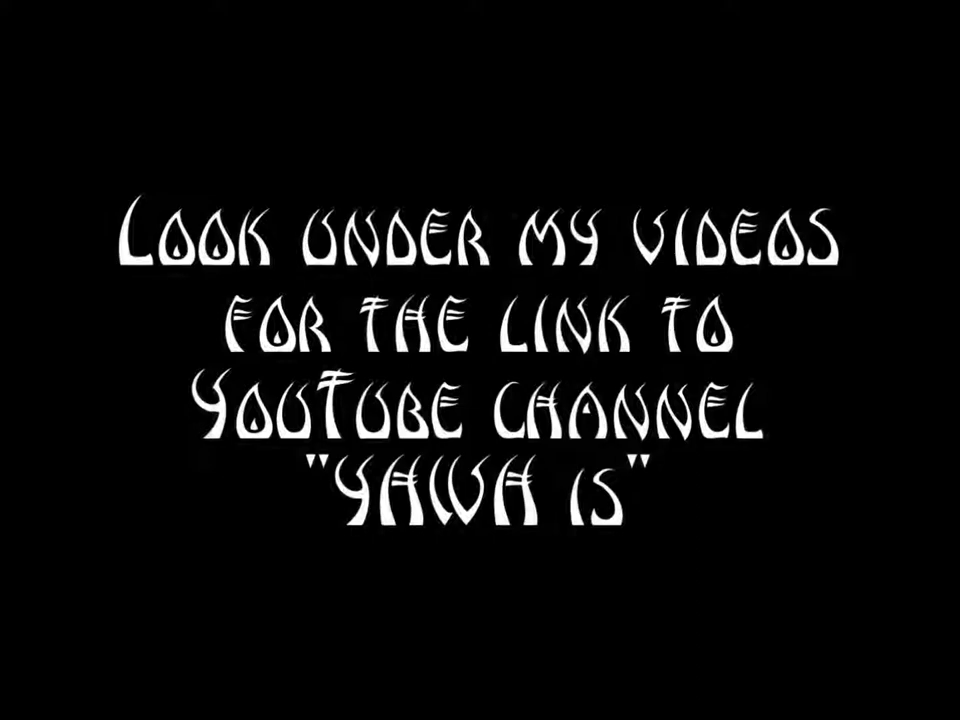 Look under my videos
for the link to
YouTube channel
"YHWH is"